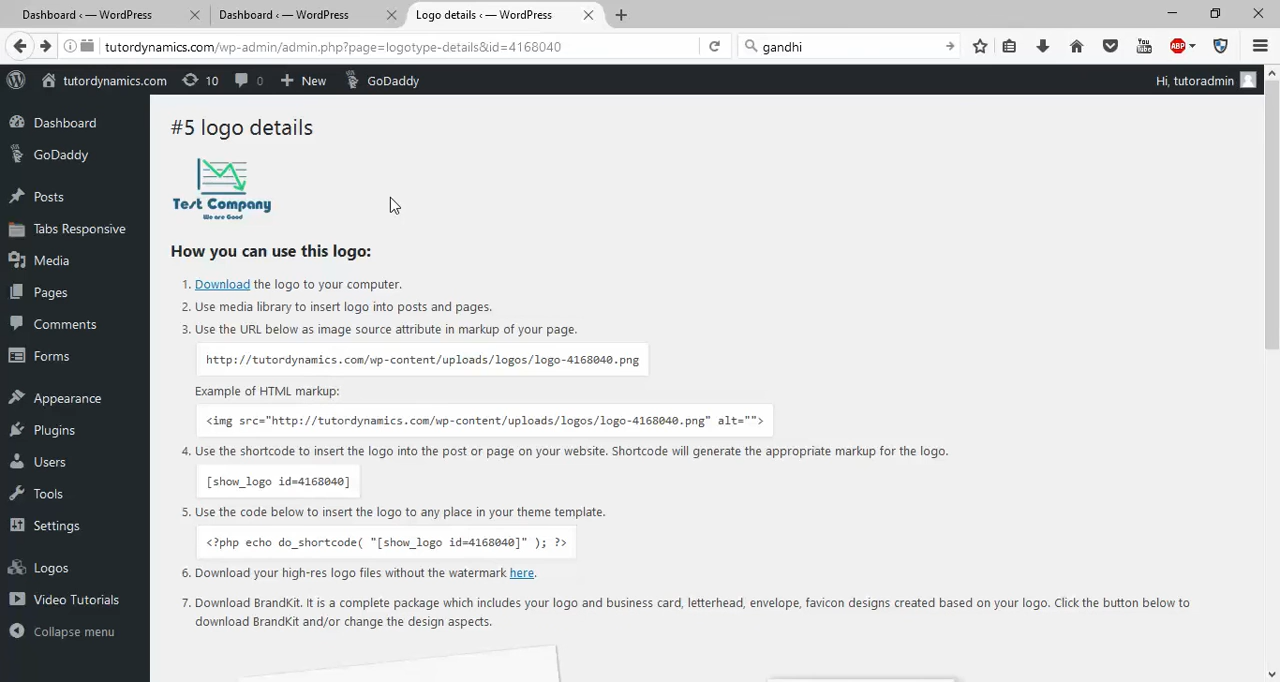 Dashboard ‹ — WordPress
Dashboard ‹ — WordPress
Logo details ‹ — WordPress
tutordynamics.com/wp-admin/admin.php?page=logotype-details&id=4168040
gandhi
You
Tube
ABP
tutordynamics.com
10
0
New
GoDaddy
Hi, tutoradmin
Dashboard
GoDaddy
Posts
Tabs Responsive
Media
Pages
Comments
Forms
Appearance
Plugins
Users
Tools
Settings
Logos
Video Tutorials
Collapse menu
#5 logo details
Test Company
We are Good
How you can use this logo:
1. Download the logo to your computer.
2. Use media library to insert logo into posts and pages.
3. Use the URL below as image source attribute in markup of your page.
http://tutordynamics.com/wp-content/uploads/logos/logo-4168040.png
Example of HTML markup:
<img src="http://tutordynamics.com/wp-content/uploads/logos/logo-4168040.png" alt="">
4. Use the shortcode to insert the logo into the post or page on your website. Shortcode will generate the appropriate markup for the logo.
[show_logo id=4168040]
5. Use the code below to insert the logo to any place in your theme template.
<?php echo do_shortcode( "[show_logo id=4168040]" ); ?>
6. Download your high-res logo files without the watermark here.
7. Download BrandKit. It is a complete package which includes your logo and business card, letterhead, envelope, favicon designs created based on your logo. Click the button below to
download BrandKit and/or change the design aspects.